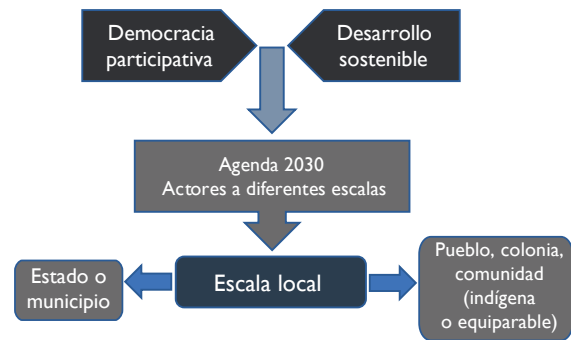 Democracia
participativa
Desarrollo
sostenible
Agenda 2030
Actores a diferentes escalas
Estado o
municipio
Escala local
Pueblo, colonia,
comunidad
(indígena
o equiparable)